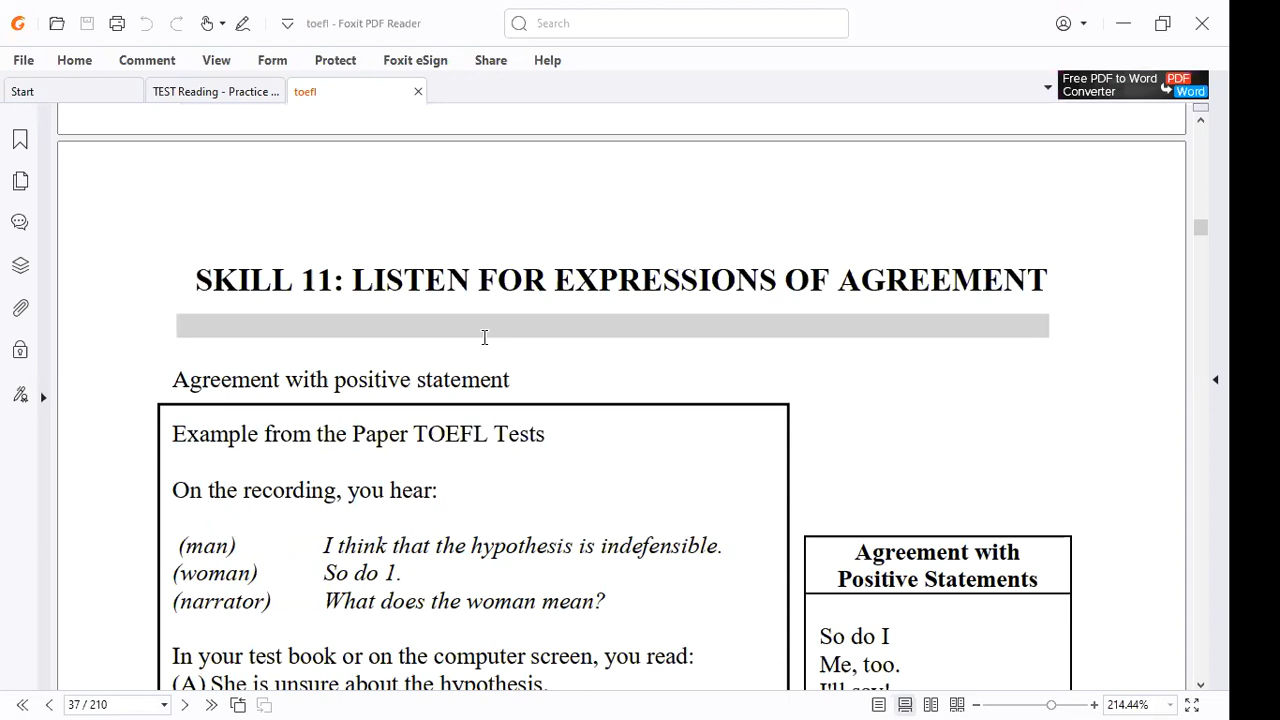 toefl - Foxit PDF Reader
Search
File Home Comment View Form Protect Foxit eSign Share Help
Start
TEST Reading - Practice ...
toefl
Free PDF to Word PDF
Converter Word
SKILL 11: LISTEN FOR EXPRESSIONS OF AGREEMENT
Agreement with positive statement
Example from the Paper TOEFL Tests
On the recording, you hear:
(man) I think that the hypothesis is indefensible.
(woman) So do 1.
(narrator) What does the woman mean?
In your test book or on the computer screen, you read:
(A) She is unsure about the hypothesis.
Agreement with
Positive Statements
So do I
Me, too.
I'll say!
37 / 210
214.44%